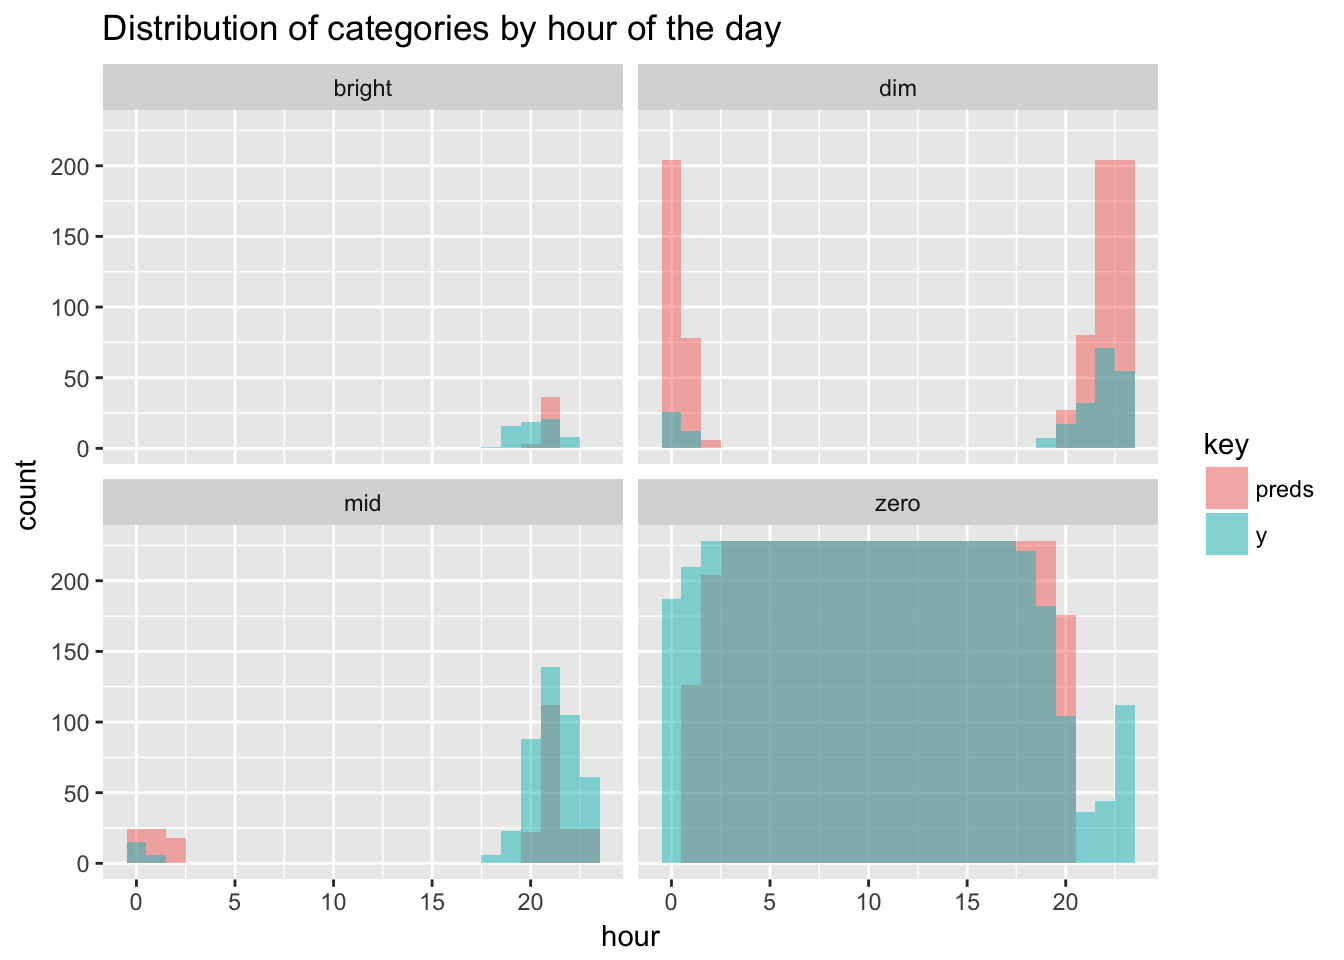 Distribution of categories by hour of the day
bright
dim
200
150
100
50
0
mid
zero
200
150
100
50
0
0 5 10 15 20
0 5 10 15 20
hour
count
key
preds
y